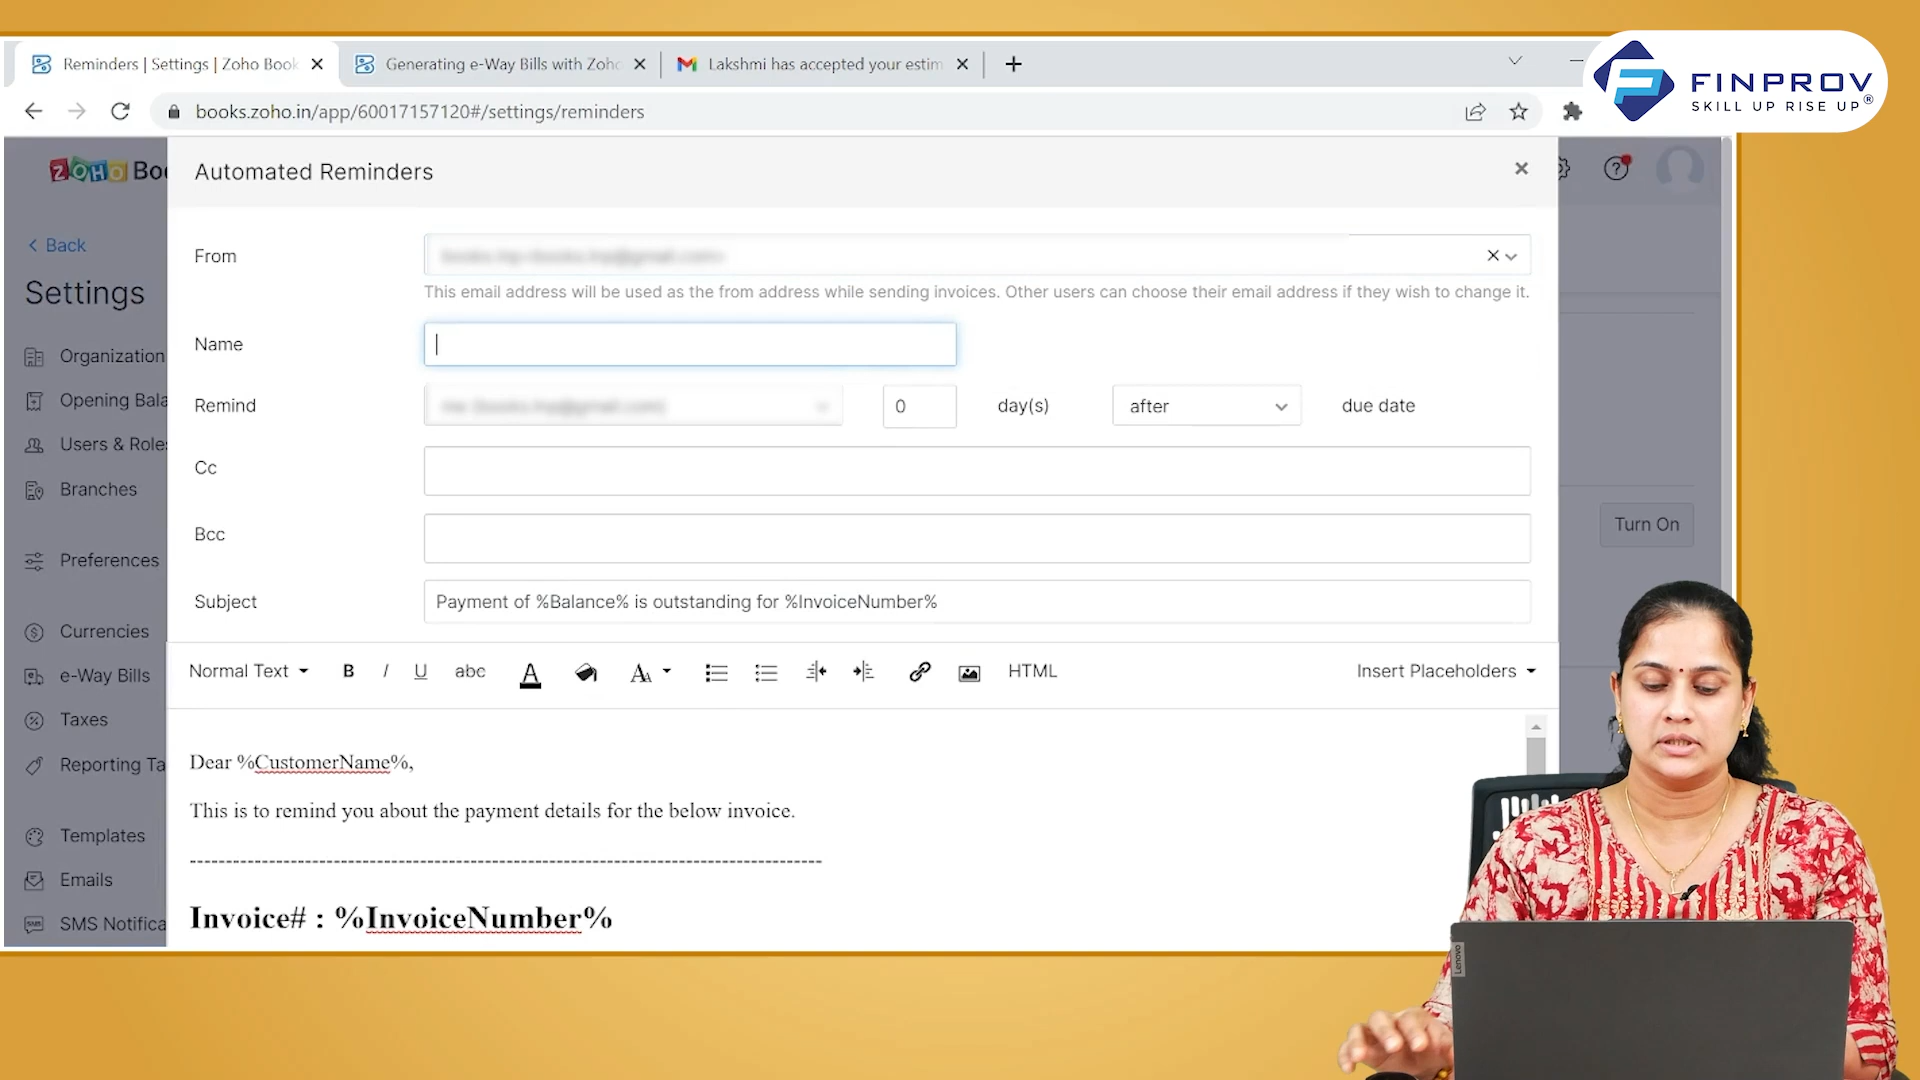 Reminders | Settings | Zoho Book
Generating e-Way Bills with Zoho
Lakshmi has accepted your estim
FINPROV
SKILL UP RISE UP®
books.zoho.in/app/60017157120#/settings/reminders
ZOHO Boo
Automated Reminders
Back
From
This email address will be used as the from address while sending invoices. Other users can choose their email address if they wish to change it.
Settings
Name
Organization
Remind
0
day(s)
after
due date
Opening Bala
Users & Roles
Cc
Branches
Bcc
Turn On
Preferences
Subject
Payment of %Balance% is outstanding for %InvoiceNumber%
Currencies
Normal Text
B
I
U
abc
A
AA
HTML
Insert Placeholders
e-Way Bills
Taxes
Dear %CustomerName%,
Reporting Ta
This is to remind you about the payment details for the below invoice.
Templates
Emails
Invoice# : %InvoiceNumber%
SMS Notifica
Lenovo